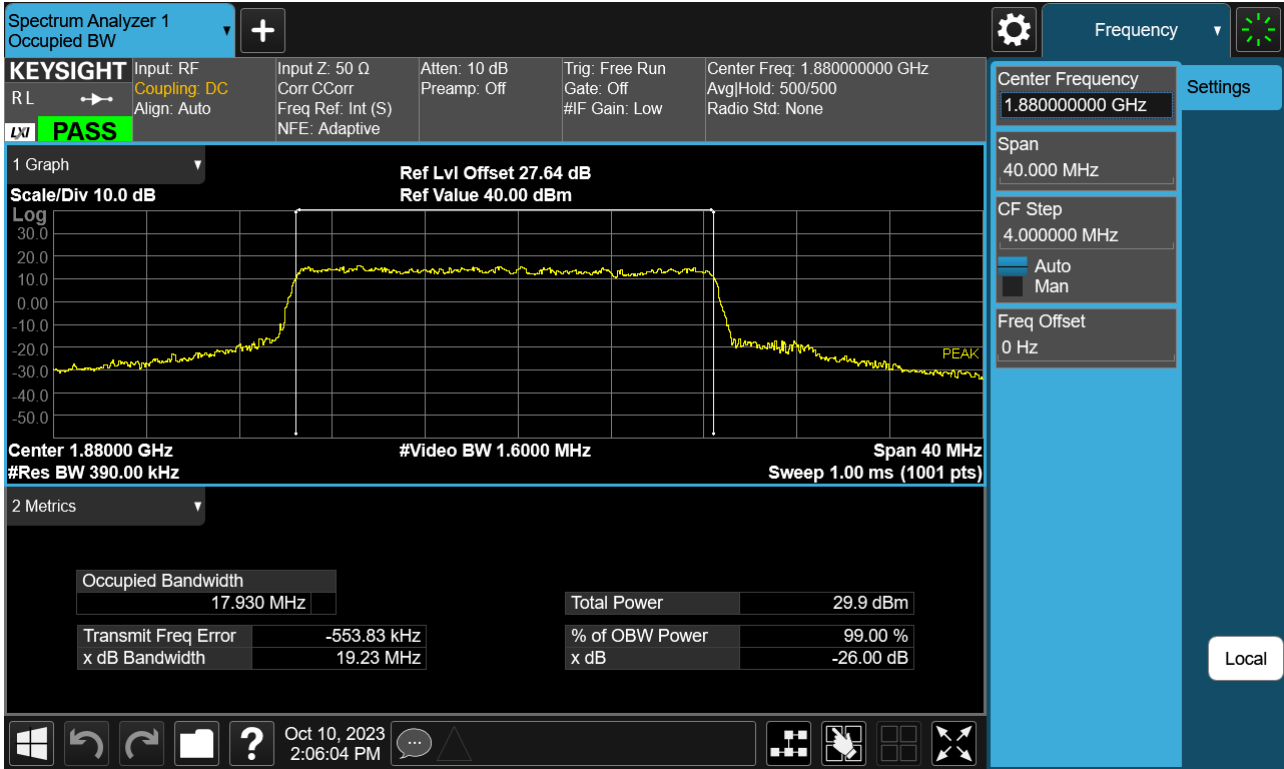 Spectrum Analyzer 1
Occupied BW
Frequency
KEYSIGHT
R L
LXI PASS
Input: RF
Coupling: DC
Align: Auto
Input Z: 50 Ω
Corr CCorr
Freq Ref: Int (S)
NFE: Adaptive
Atten: 10 dB
Preamp: Off
Trig: Free Run
Gate: Off
#IF Gain: Low
Center Freq: 1.880000000 GHz
Avg|Hold: 500/500
Radio Std: None
Center Frequency
1.880000000 GHz
Settings
Span
40.000 MHz
CF Step
4.000000 MHz
Auto
Man
Freq Offset
0 Hz
Local
1 Graph
Scale/Div 10.0 dB
Ref Lvl Offset 27.64 dB
Ref Value 40.00 dBm
Log
30.0
20.0
10.0
0.00
-10.0
-20.0
-30.0
-40.0
-50.0
PEAK
Center 1.88000 GHz
#Video BW 1.6000 MHz
Span 40 MHz
#Res BW 390.00 kHz
Sweep 1.00 ms (1001 pts)
2 Metrics
Occupied Bandwidth
17.930 MHz
Total Power 29.9 dBm
Transmit Freq Error -553.83 kHz
% of OBW Power 99.00 %
x dB Bandwidth 19.23 MHz
x dB -26.00 dB
?
Oct 10, 2023
2:06:04 PM